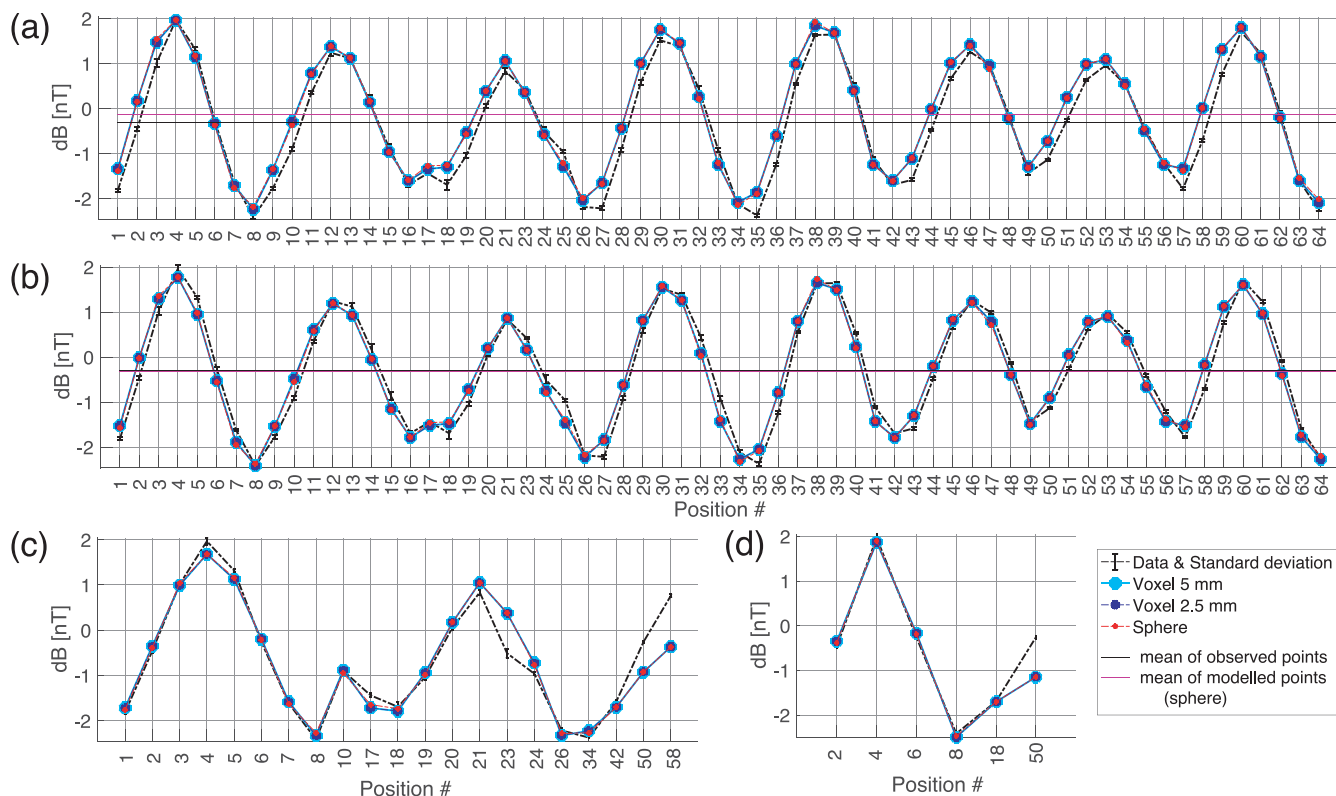 (a)
dB [nT]
2
1
0
-1
-2
1 2 3 4 5 6 7 8 9 10 11 12 13 14 15 16 17 18 19 20 21 23 24 25 26 27 28 29 30 31 32 33 34 35 36 37 38 39 40 41 42 43 44 45 46 47 48 49 50 51 52 53 54 55 56 57 58 59 60 61 62 63 64
(b)
dB [nT]
2
1
0
-1
-2
1 2 3 4 5 6 7 8 9 10 11 12 13 14 15 16 17 18 19 20 21 23 24 25 26 27 28 29 30 31 32 33 34 35 36 37 38 39 40 41 42 43 44 45 46 47 48 49 50 51 52 53 54 55 56 57 58 59 60 61 62 63 64
Position #
(c)
dB [nT]
2
1
0
-1
-2
1 2 3 4 5 6 7 8 10 17 18 19 20 21 23 24 26 34 42 50 58
Position #
(d)
dB [nT]
2
1
0
-1
-2
2 4 6 8 18 50
Position #
Data & Standard deviation
Voxel 5 mm
Voxel 2.5 mm
Sphere
mean of observed points
mean of modelled points
(sphere)